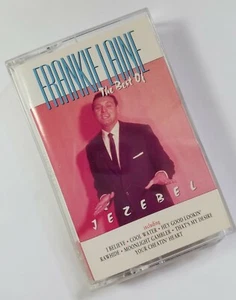 FRANKIE LAINE
The Best Of
JEZEBEL
including
I BELIEVE • COOL WATER • HEY GOOD LOOKIN'
RAWHIDE • MOONLIGHT GAMBLER • THAT'S MY DESIRE
YOUR CHEATIN' HEART